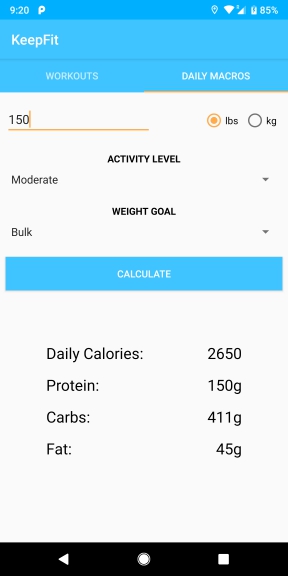 9:20 85%
KeepFit
WORKOUTS DAILY MACROS
150 lbs kg
ACTIVITY LEVEL
Moderate
WEIGHT GOAL
Bulk
CALCULATE
Daily Calories: 2650
Protein: 150g
Carbs: 411g
Fat: 45g